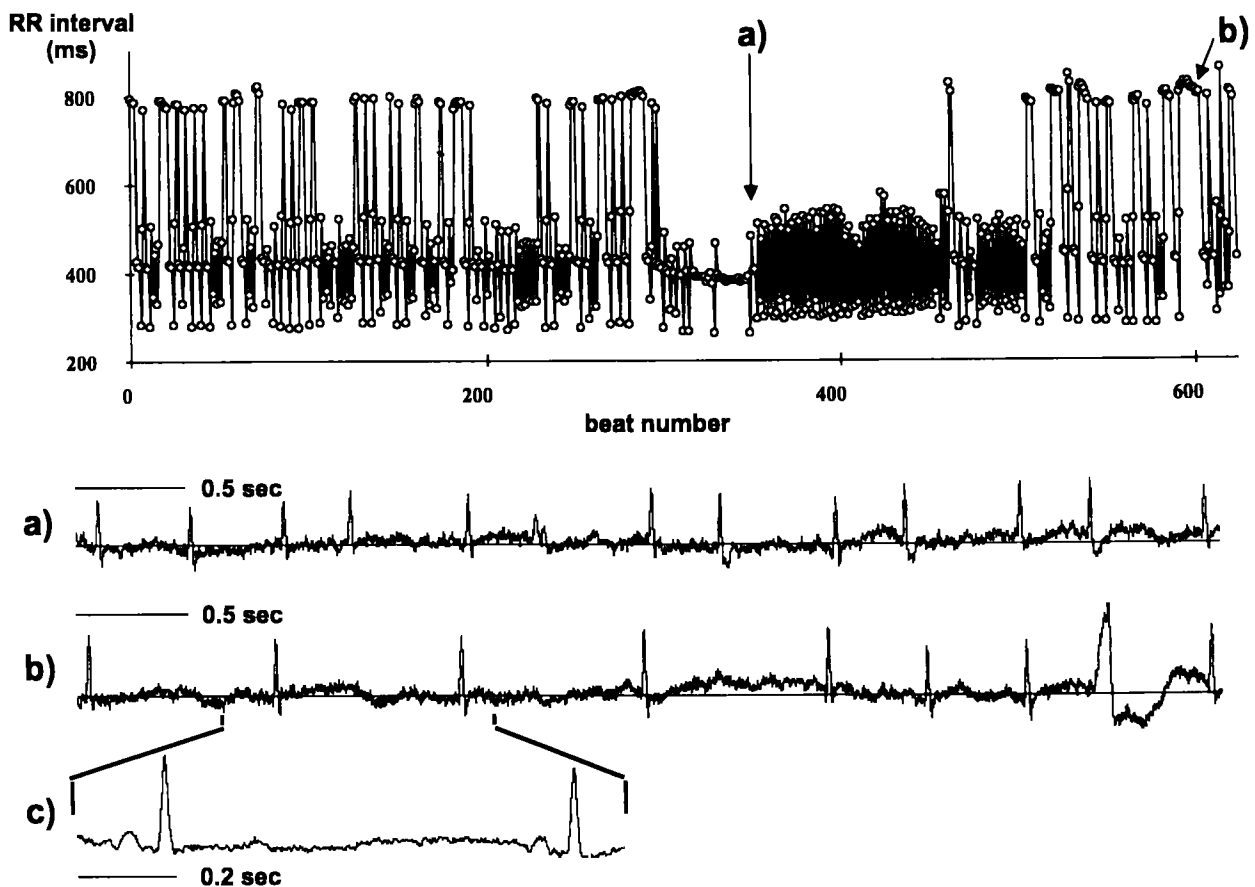 RR interval
(ms)
a)
b)
800
600
400
200
0
200
400
600
beat number
0.5 sec
a)
0.5 sec
b)
c)
0.2 sec